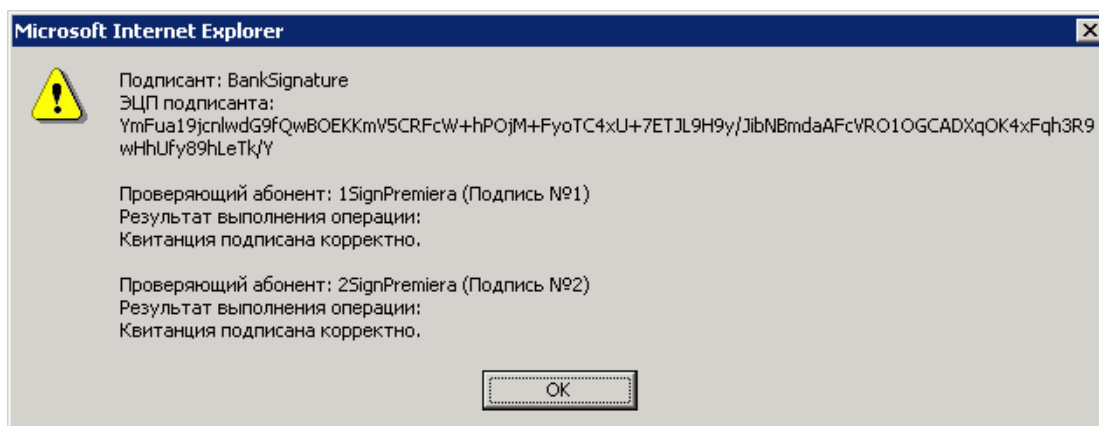 Microsoft Internet Explorer
Подписант: BankSignature
ЭЦП подписанта:
YmFua19jcnlwdG9fQwBOEKKmV5CRFcW+hPOjM+FyoTC4xU+7ETJL9H9y/JibNBmdaAFcVRO1OGCADXqOK4xFqh3R9
wHhUfy89hLeTk/Y
Проверяющий абонент: 1SignPremiera (Подпись №1)
Результат выполнения операции:
Квитанция подписана корректно.
Проверяющий абонент: 2SignPremiera (Подпись №2)
Результат выполнения операции:
Квитанция подписана корректно.
OK